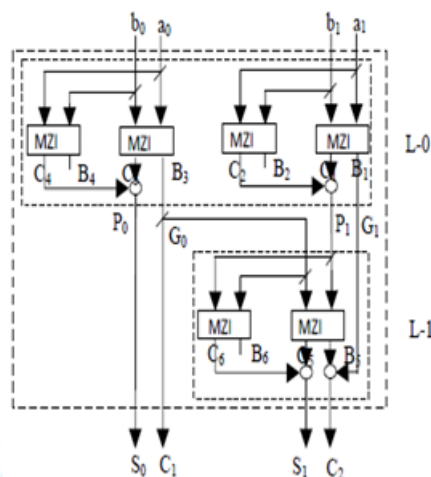 b₀ a₀ b₁ a₁
MZI MZI MZI MZI L-0
C₄ B₄ C B₃ C₂ B₂ C B₁
P₀ G₀ P₁ G₁
MZI MZI L-1
C₆ B₆ C₅ B₅
S₀ C₁ S₁ C₂